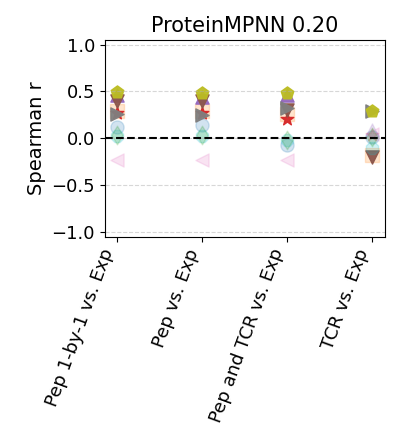 ProteinMPNN 0.20
Spearman r
1.0
0.5
0.0
−0.5
−1.0
Pep 1-by-1 vs. Exp
Pep vs. Exp
Pep and TCR vs. Exp
TCR vs. Exp